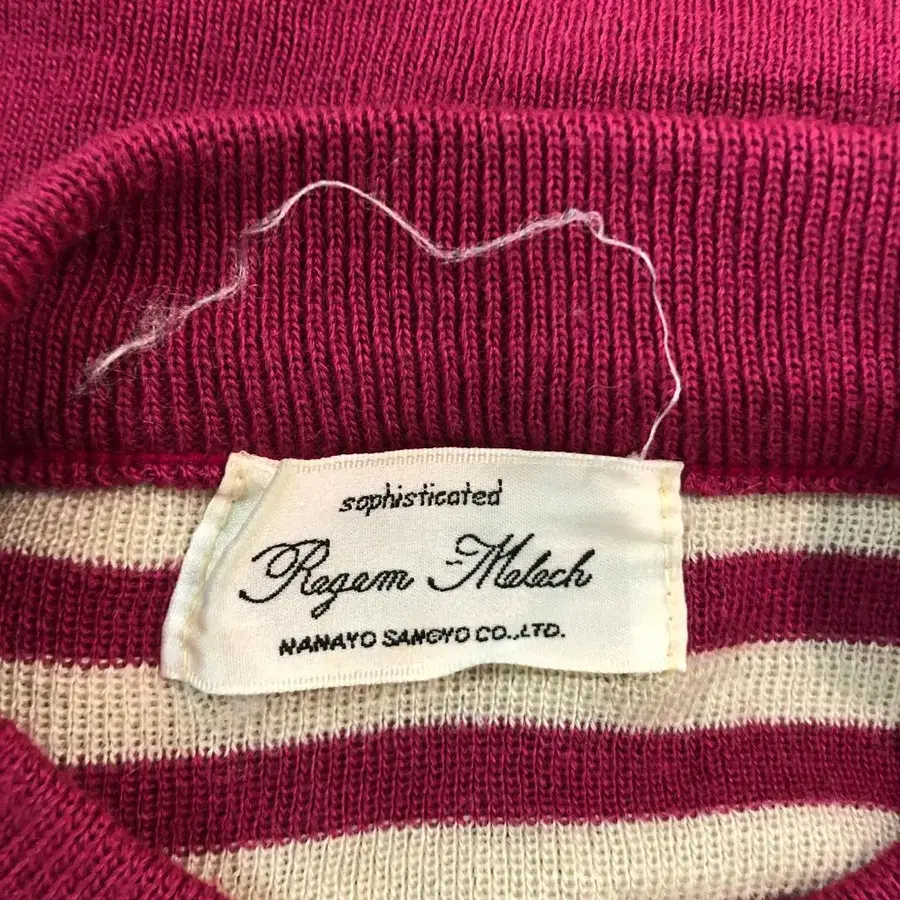 sophisticated
Regem-Melech
NANAYO SANGYO CO.,LTD.